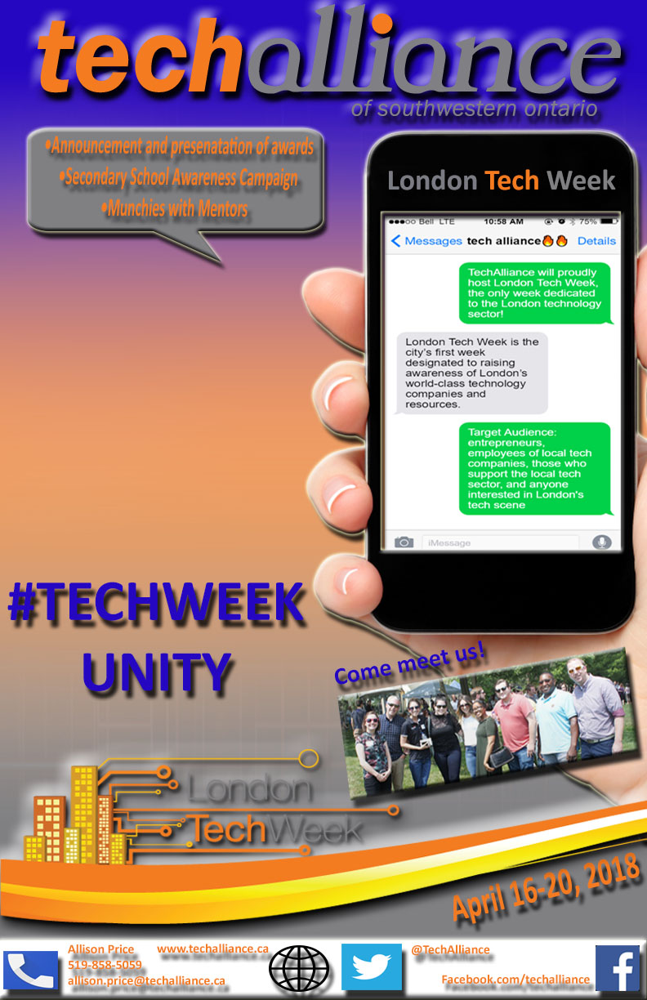 techalliance
of southwestern ontario
•Announcement and presenatation of awards
•Secondary School Awareness Campaign
•Munchies with Mentors
London Tech Week
●●●○○ Bell LTE 10:58 AM 75%
Messages tech alliance🔥🔥 Details
TechAlliance will proudly
host London Tech Week,
the only week dedicated
to the London technology
sector!
London Tech Week is the
city's first week
designated to raising
awareness of London's
world-class technology
companies and
resources.
Target Audience:
entrepreneurs,
employees of local tech
companies, those who
support the local tech
sector, and anyone
interested in London's
tech scene
iMessage
#TECHWEEK
UNITY
Come meet us!
London
TechWeek
April 16-20, 2018
Allison Price
519-858-5059
allison.price@techalliance.ca
www.techalliance.ca
@TechAlliance
Facebook.com/techalliance